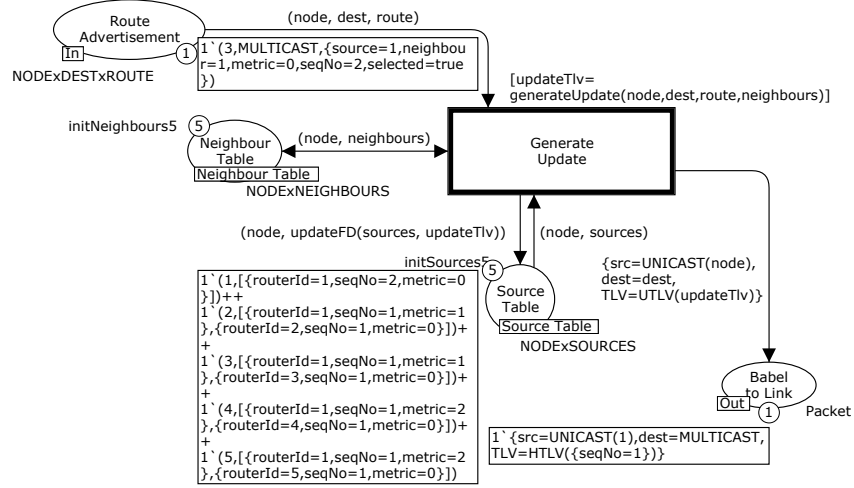 (node, dest, route)
Route
Advertisement
In
1
NODExDESTxROUTE
1`(3,MULTICAST,{source=1,neighbou
r=1,metric=0,seqNo=2,selected=true
})
[updateTlv=
generateUpdate(node,dest,route,neighbours)]
initNeighbours5
5
Neighbour
Table
Neighbour Table
NODExNEIGHBOURS
(node, neighbours)
Generate
Update
(node, updateFD(sources, updateTlv))
(node, sources)
initSources5
5
Source
Table
Source Table
NODExSOURCES
{src=UNICAST(node),
dest=dest,
TLV=UTLV(updateTlv)}
1`(1,[{routerId=1,seqNo=2,metric=0
}])++
1`(2,[{routerId=1,seqNo=1,metric=1
},{routerId=2,seqNo=1,metric=0}])+
+
1`(3,[{routerId=1,seqNo=1,metric=1
},{routerId=3,seqNo=1,metric=0}])+
+
1`(4,[{routerId=1,seqNo=1,metric=2
},{routerId=4,seqNo=1,metric=0}])+
+
1`(5,[{routerId=1,seqNo=1,metric=2
},{routerId=5,seqNo=1,metric=0}])
Babel
to Link
Out
1
Packet
1`{src=UNICAST(1),dest=MULTICAST,
TLV=HTLV({seqNo=1})}